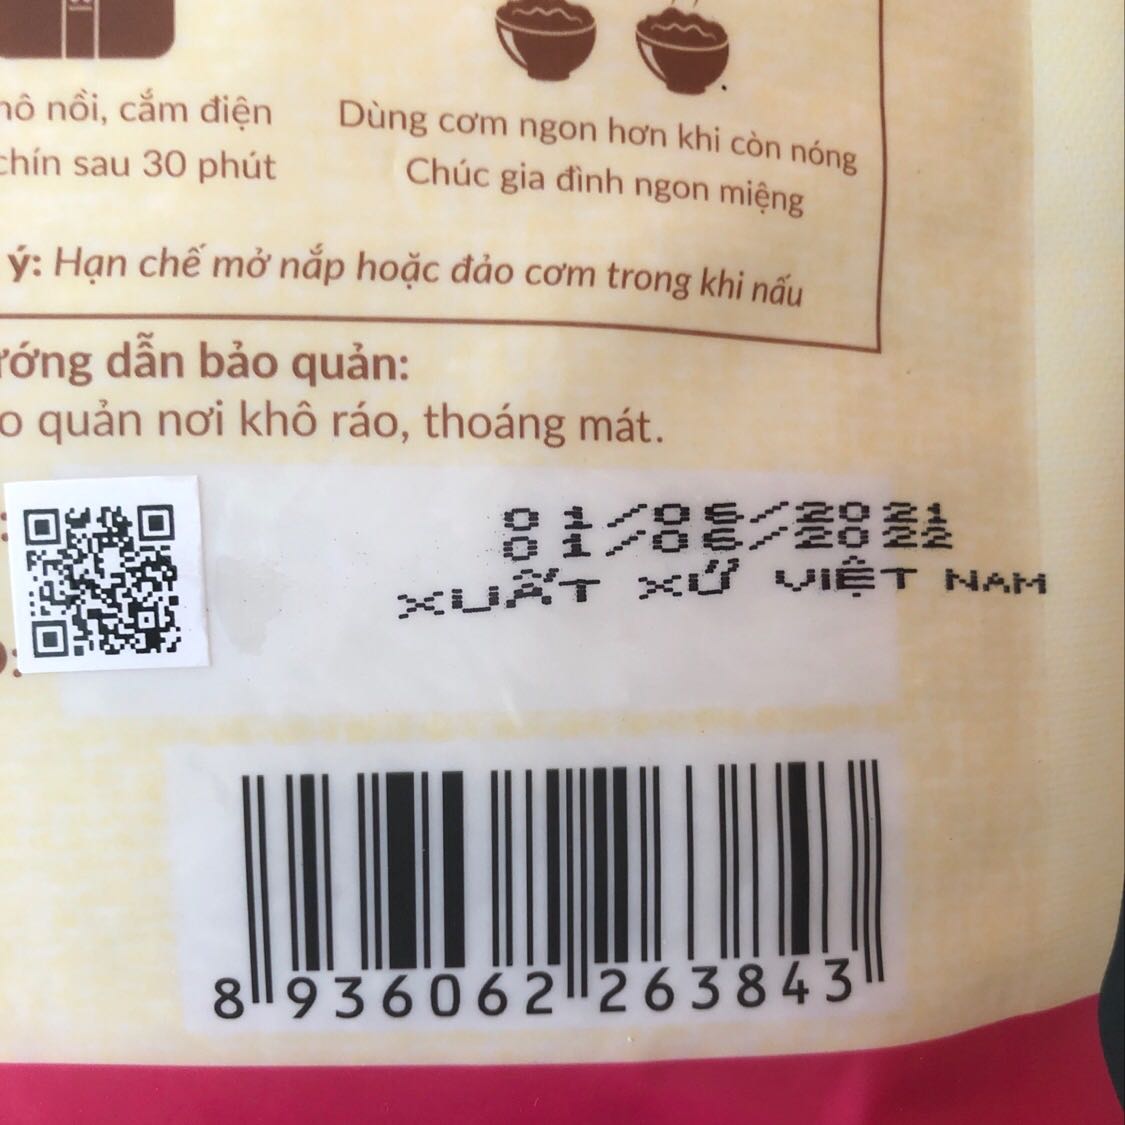 nồi, cắm điện
chín sau 30 phút
Dùng cơm ngon hơn khi còn nóng
Chúc gia đình ngon miệng
ý: Hạn chế mở nắp hoặc đảo cơm trong khi nấu
ướng dẫn bảo quản:
o quản nơi khô ráo, thoáng mát.
01/05/2021
01/06/2022
XUẤT XỨ VIỆT NAM
8 936062 263843